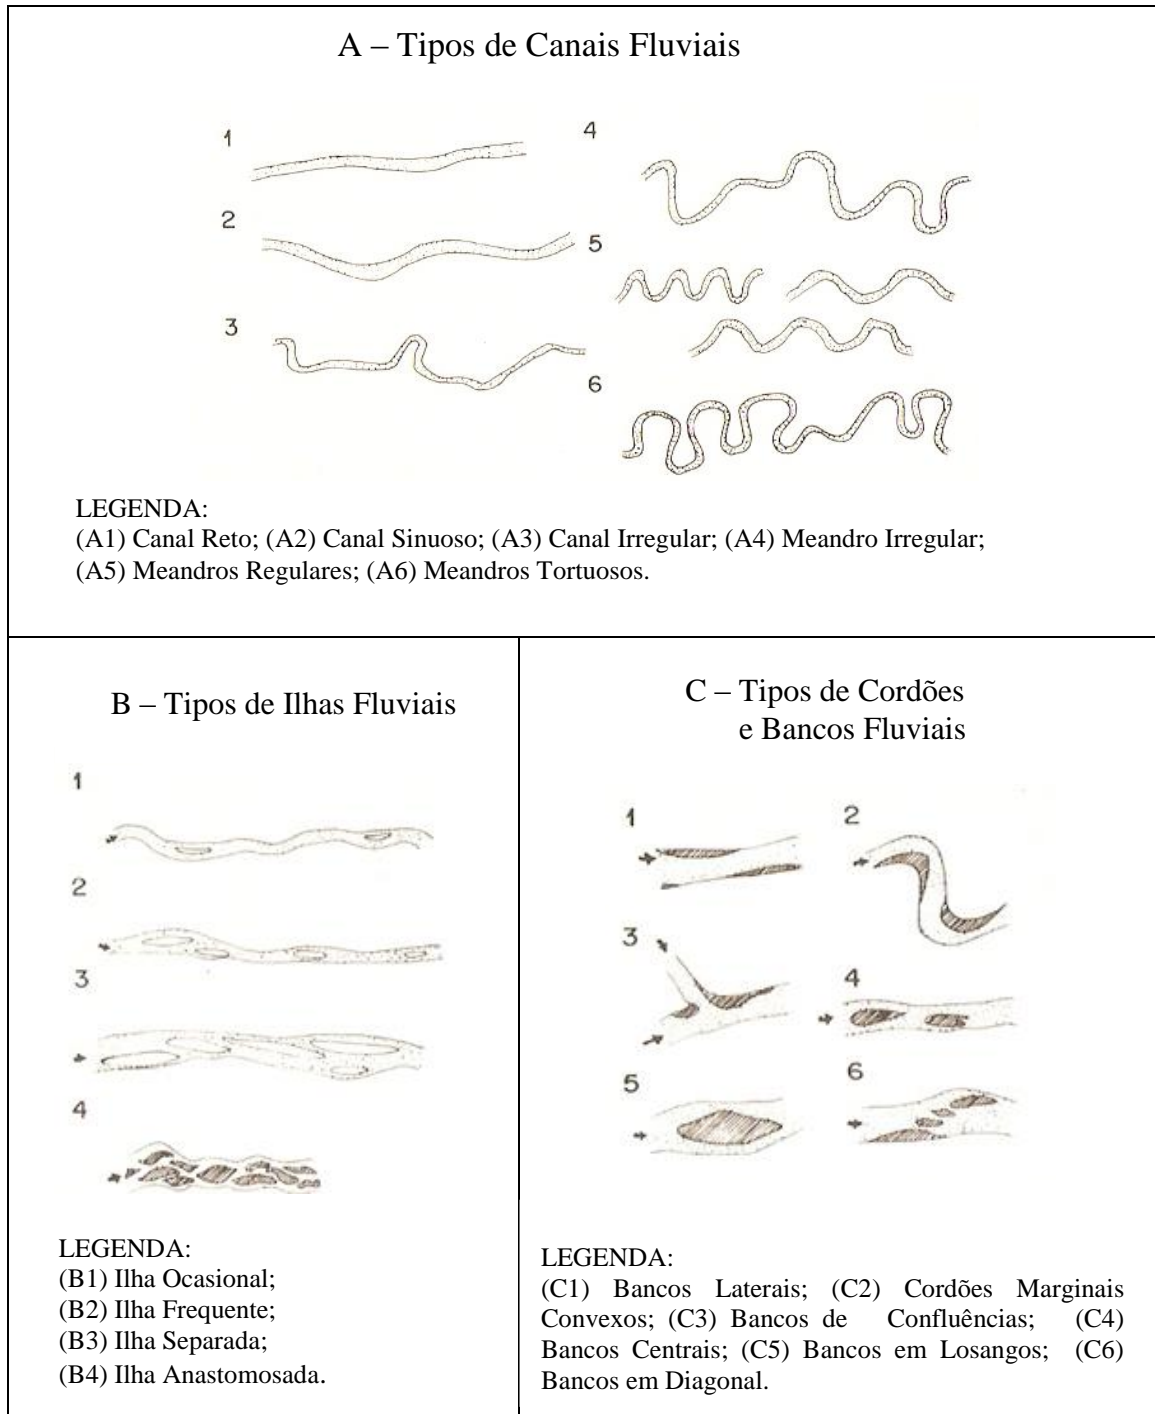 A – Tipos de Canais Fluviais
1
2
3
4
5
6
LEGENDA:
(A1) Canal Reto; (A2) Canal Sinuoso; (A3) Canal Irregular; (A4) Meandro Irregular;
(A5) Meandros Regulares; (A6) Meandros Tortuosos.
B – Tipos de Ilhas Fluviais
1
2
3
4
LEGENDA:
(B1) Ilha Ocasional;
(B2) Ilha Frequente;
(B3) Ilha Separada;
(B4) Ilha Anastomosada.
C – Tipos de Cordões
e Bancos Fluviais
1
2
3
4
5
6
LEGENDA:
(C1) Bancos Laterais; (C2) Cordões Marginais
Convexos; (C3) Bancos de Confluências; (C4)
Bancos Centrais; (C5) Bancos em Losangos; (C6)
Bancos em Diagonal.